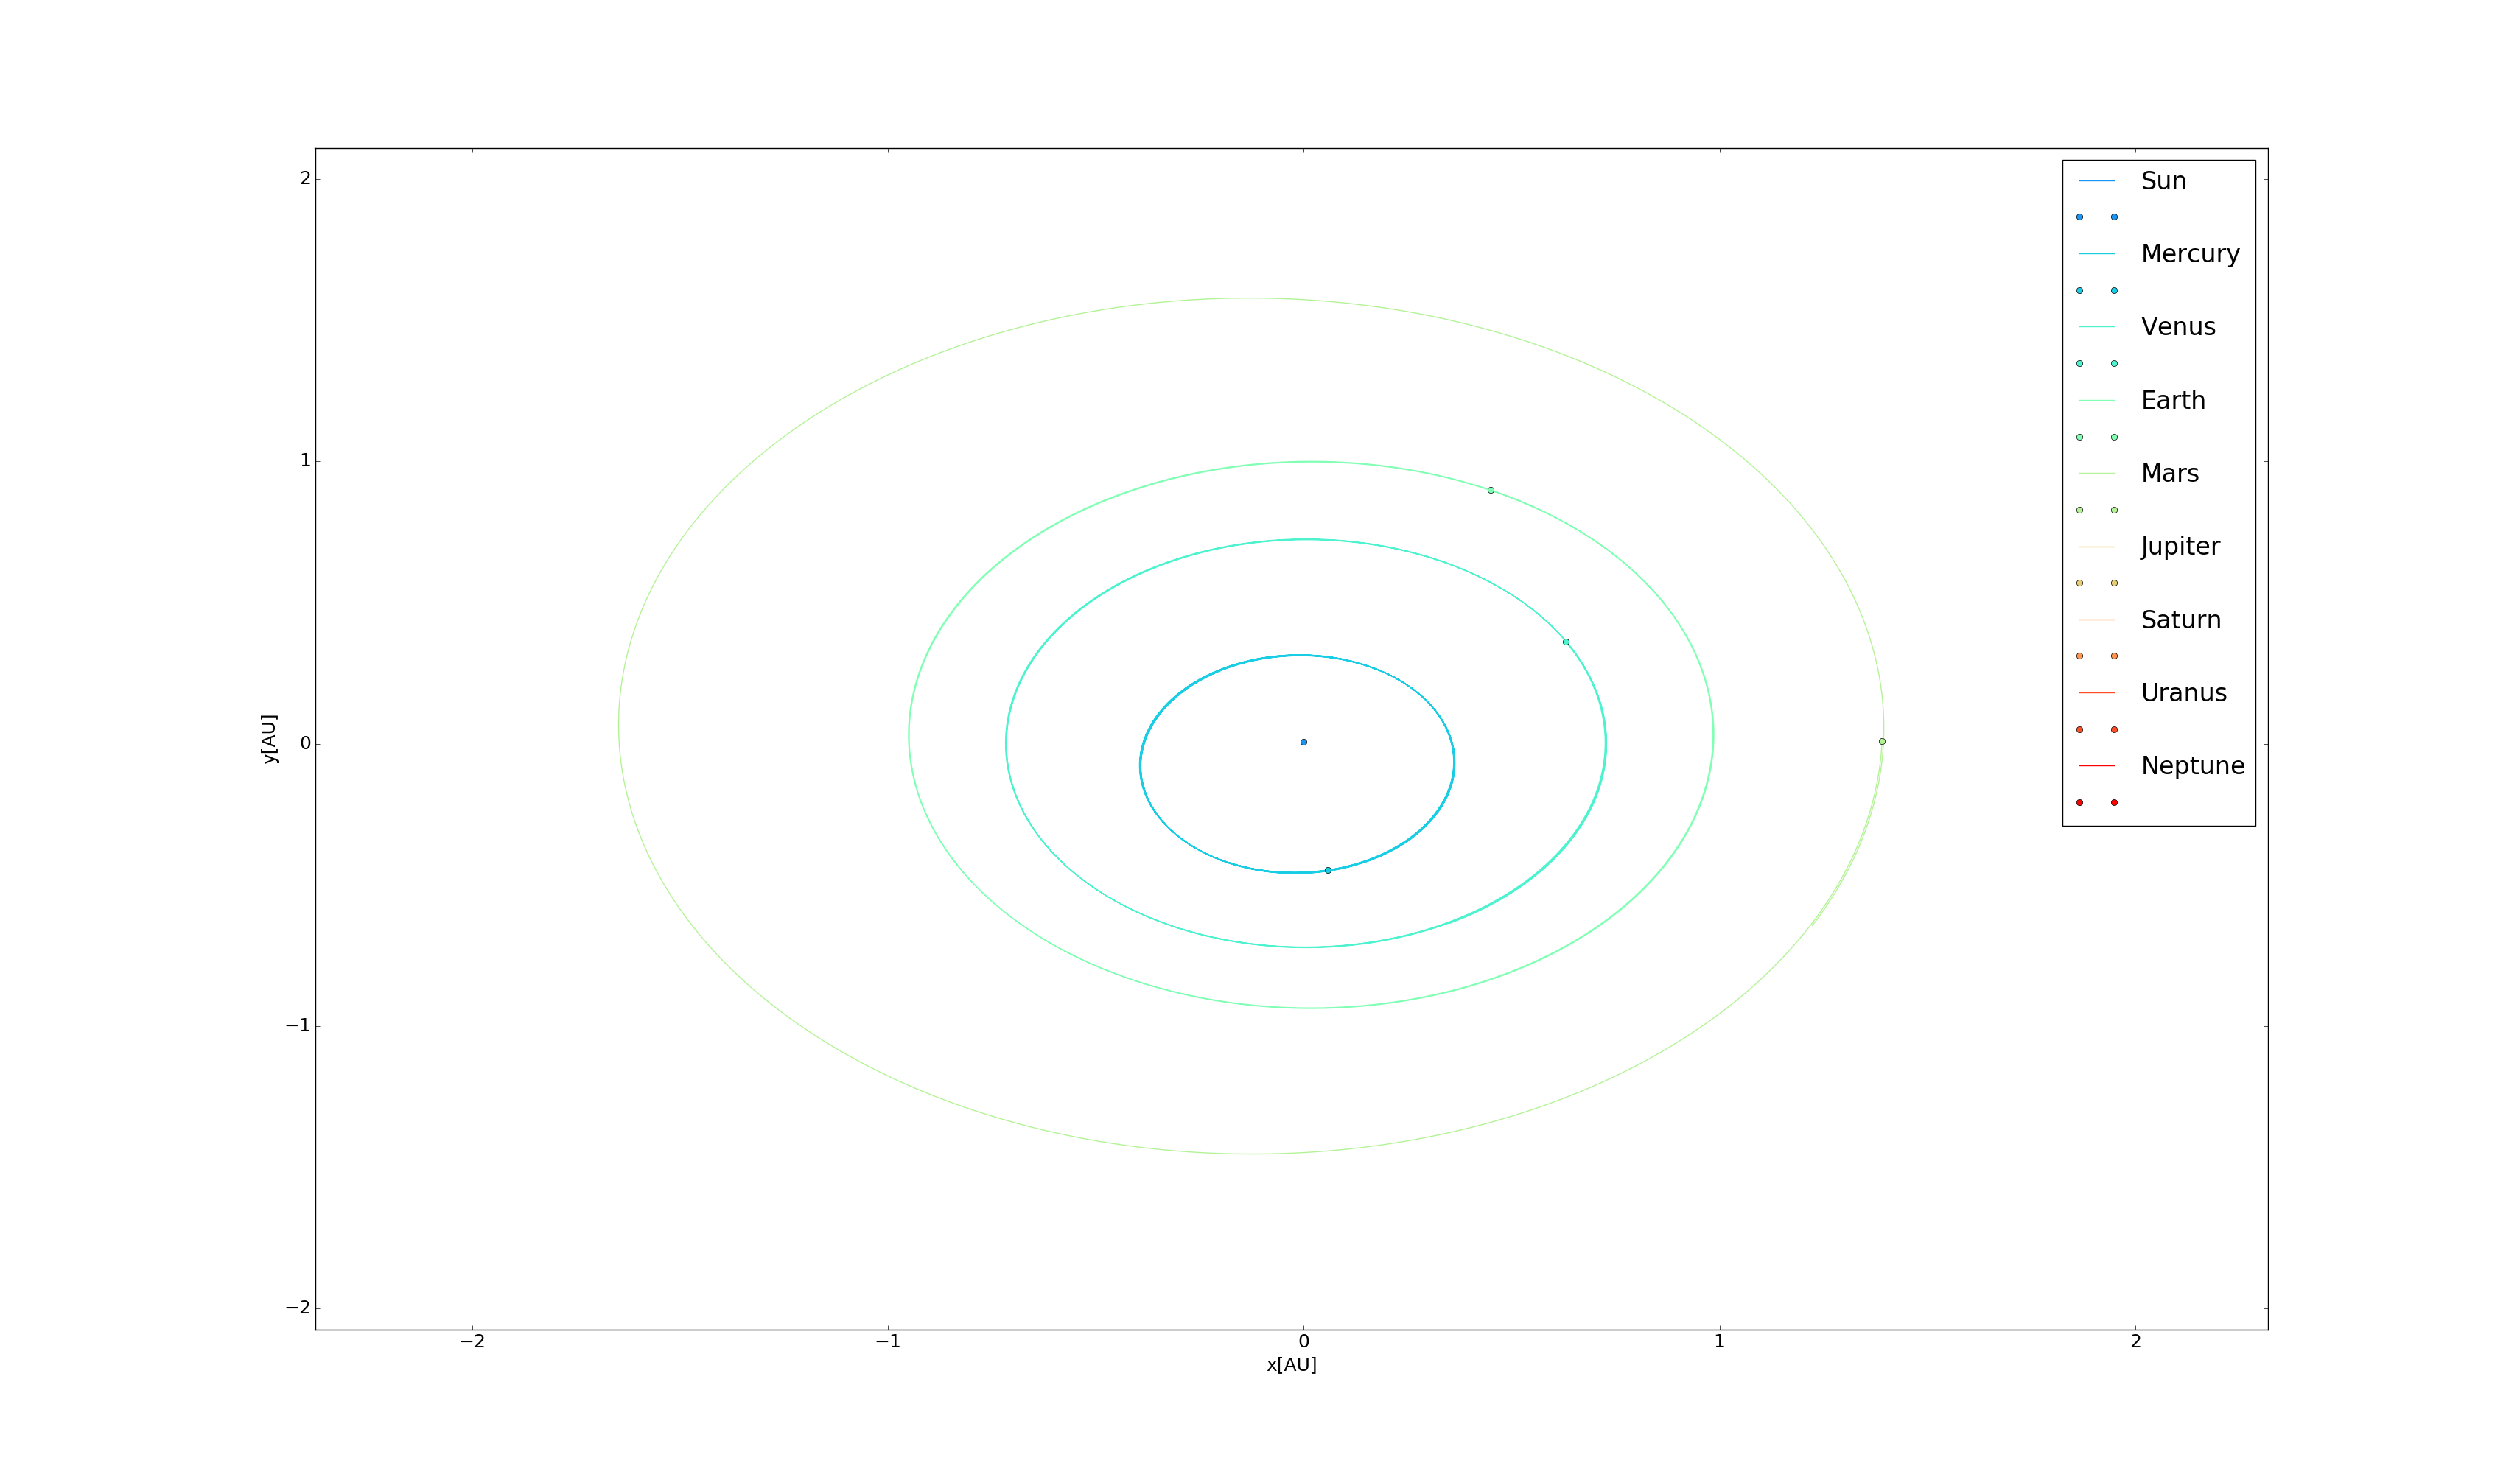 2
1
0
−1
−2
y[AU]
−2
−1
0
1
2
x[AU]
Sun
Mercury
Venus
Earth
Mars
Jupiter
Saturn
Uranus
Neptune